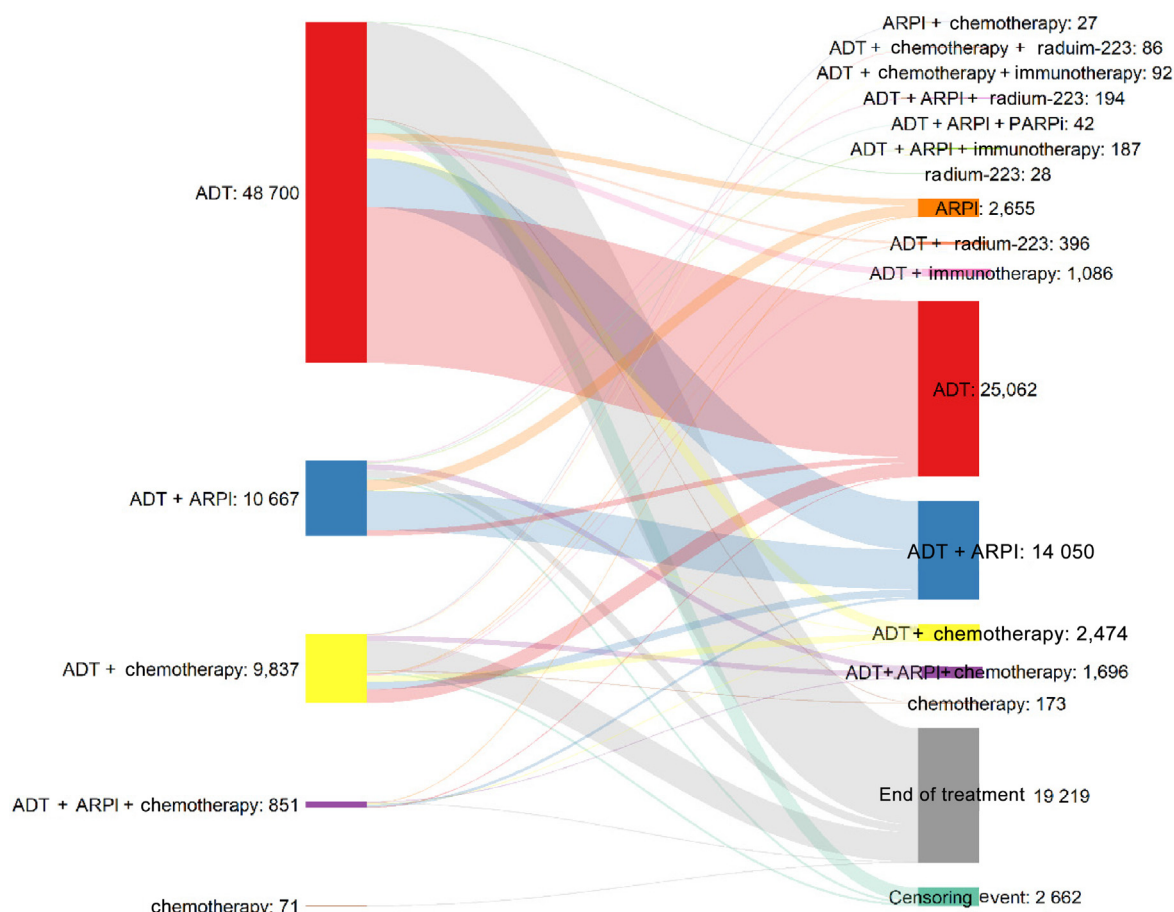 ADT: 48 700
ADT + ARPI: 10 667
ADT + chemotherapy: 9,837
ADT + ARPI + chemotherapy: 851
chemotherapy: 71
ARPI + chemotherapy: 27
ADT + chemotherapy + raduim-223: 86
ADT + chemotherapy + immunotherapy: 92
ADT + ARPI + radium-223: 194
ADT + ARPI + PARPi: 42
ADT + ARPI + immunotherapy: 187
radium-223: 28
ARPI: 2,655
ADT + radium-223: 396
ADT + immunotherapy: 1,086
ADT: 25,062
ADT + ARPI: 14 050
ADT + chemotherapy: 2,474
ADT+ ARPI+ chemotherapy: 1,696
chemotherapy: 173
End of treatment 19 219
Censoring event: 2 662